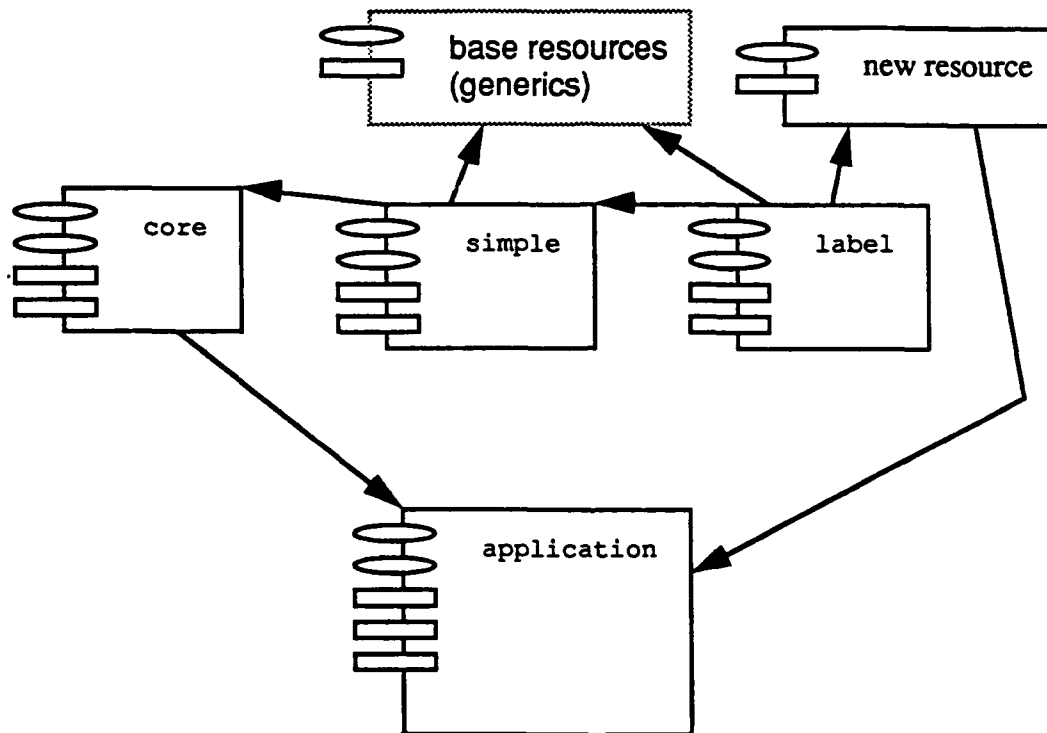 base resources
(generics)
new resource
core
simple
label
application